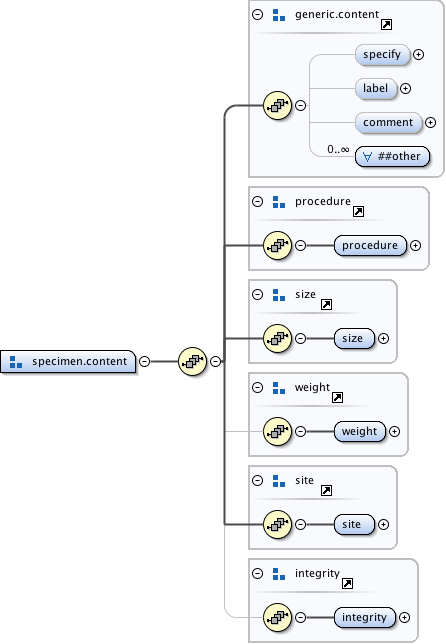 generic.content
specify
label
comment
0..∞
∀ ##other
procedure
procedure
size
size
specimen.content
weight
weight
site
site
integrity
integrity